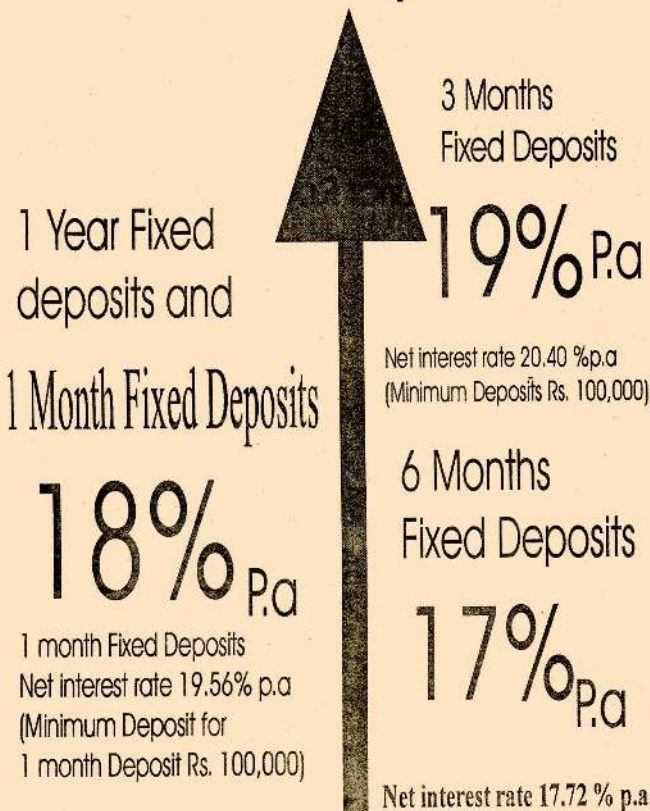 1 Year Fixed
deposits and
1 Month Fixed Deposits
18% P.a
1 month Fixed Deposits
Net interest rate 19.56% p.a
(Minimum Deposit for
1 month Deposit Rs. 100,000)
3 Months
Fixed Deposits
19% P.a
Net interest rate 20.40 %p.a
(Minimum Deposits Rs. 100,000)
6 Months
Fixed Deposits
17% P.a
Net interest rate 17.72 % p.a